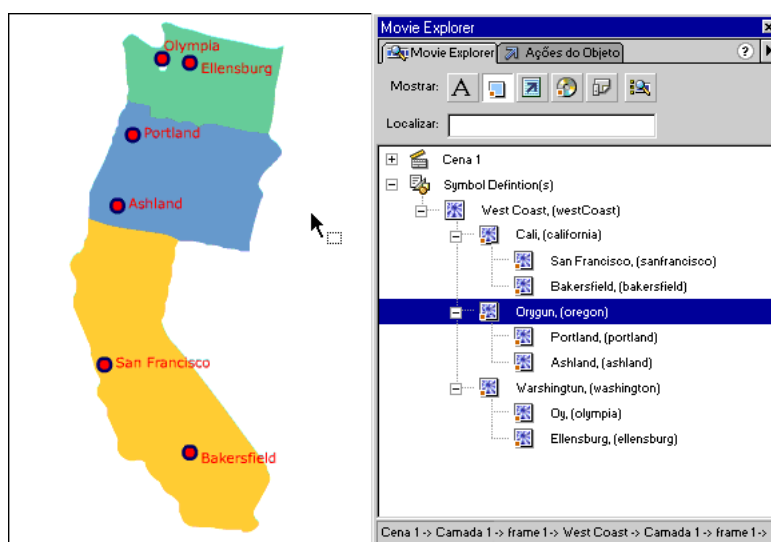 Olympia
Ellensburg
Portland
Ashland
San Francisco
Bakersfield
Movie Explorer
Movie Explorer Ações do Objeto ?
Mostrar: A
Localizar:
Cena 1
Symbol Defintion(s)
West Coast, (westCoast)
Cali, (california)
San Francisco, (sanfrancisco)
Bakersfield, (bakersfield)
Orygun, (oregon)
Portland, (portland)
Ashland, (ashland)
Warshingtun, (washington)
Oy, (olympia)
Ellensburg, (ellensburg)
Cena 1 -> Camada 1 -> frame 1 -> West Coast -> Camada 1 -> frame 1 ->